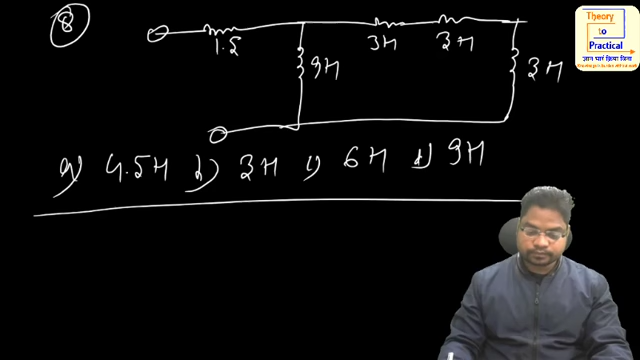 8
1.5
9H
3H
3H
3H
a) 4.5H b) 3H c) 6H d) 9H
Theory
to
Practical
ज्ञान भारं क्रिया बिना